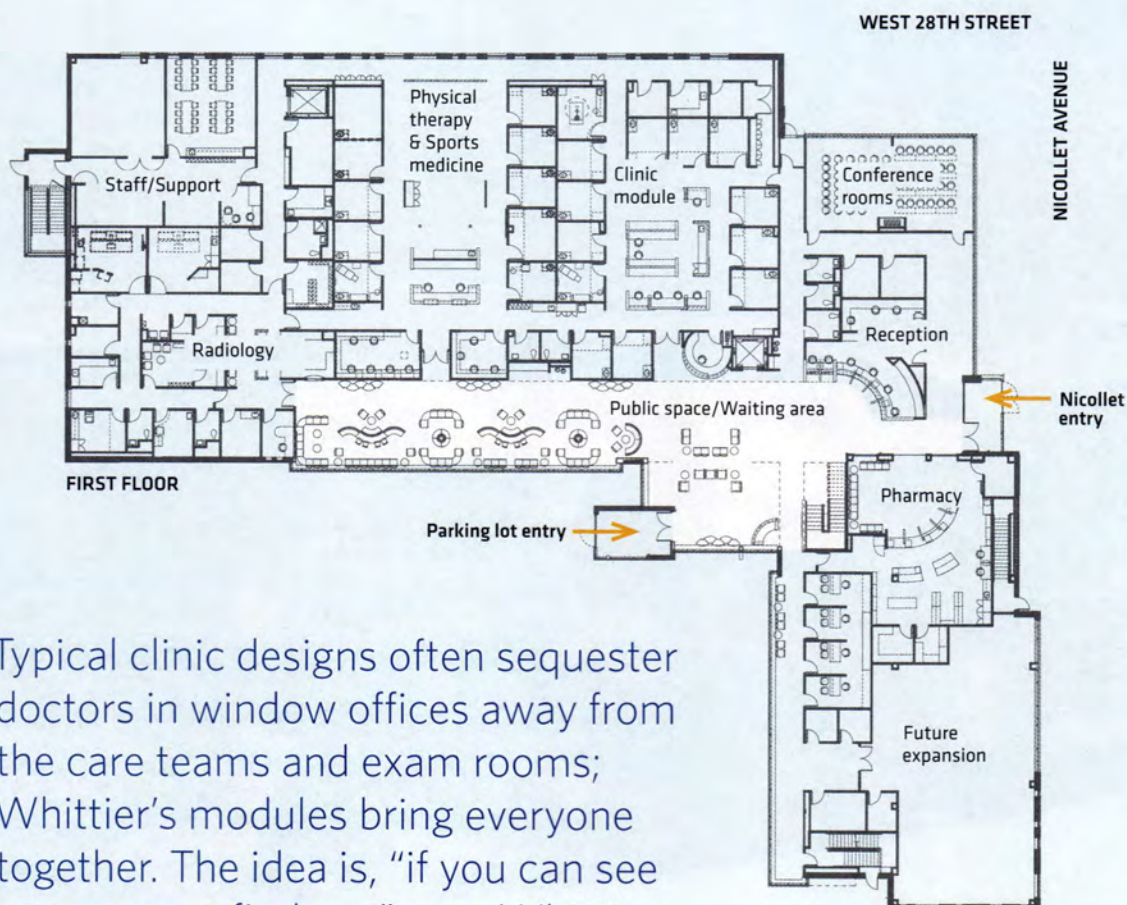 WEST 28TH STREET
NICOLLET AVENUE
Physical
therapy
& Sports
medicine
Staff/Support
Clinic
module
Conference
rooms
Radiology
Reception
Public space/Waiting area
Nicollet
entry
FIRST FLOOR
Pharmacy
Parking lot entry
Future
expansion
Typical clinic designs often sequester
doctors in window offices away from
the care teams and exam rooms;
Whittier’s modules bring everyone
together. The idea is, “if you can see